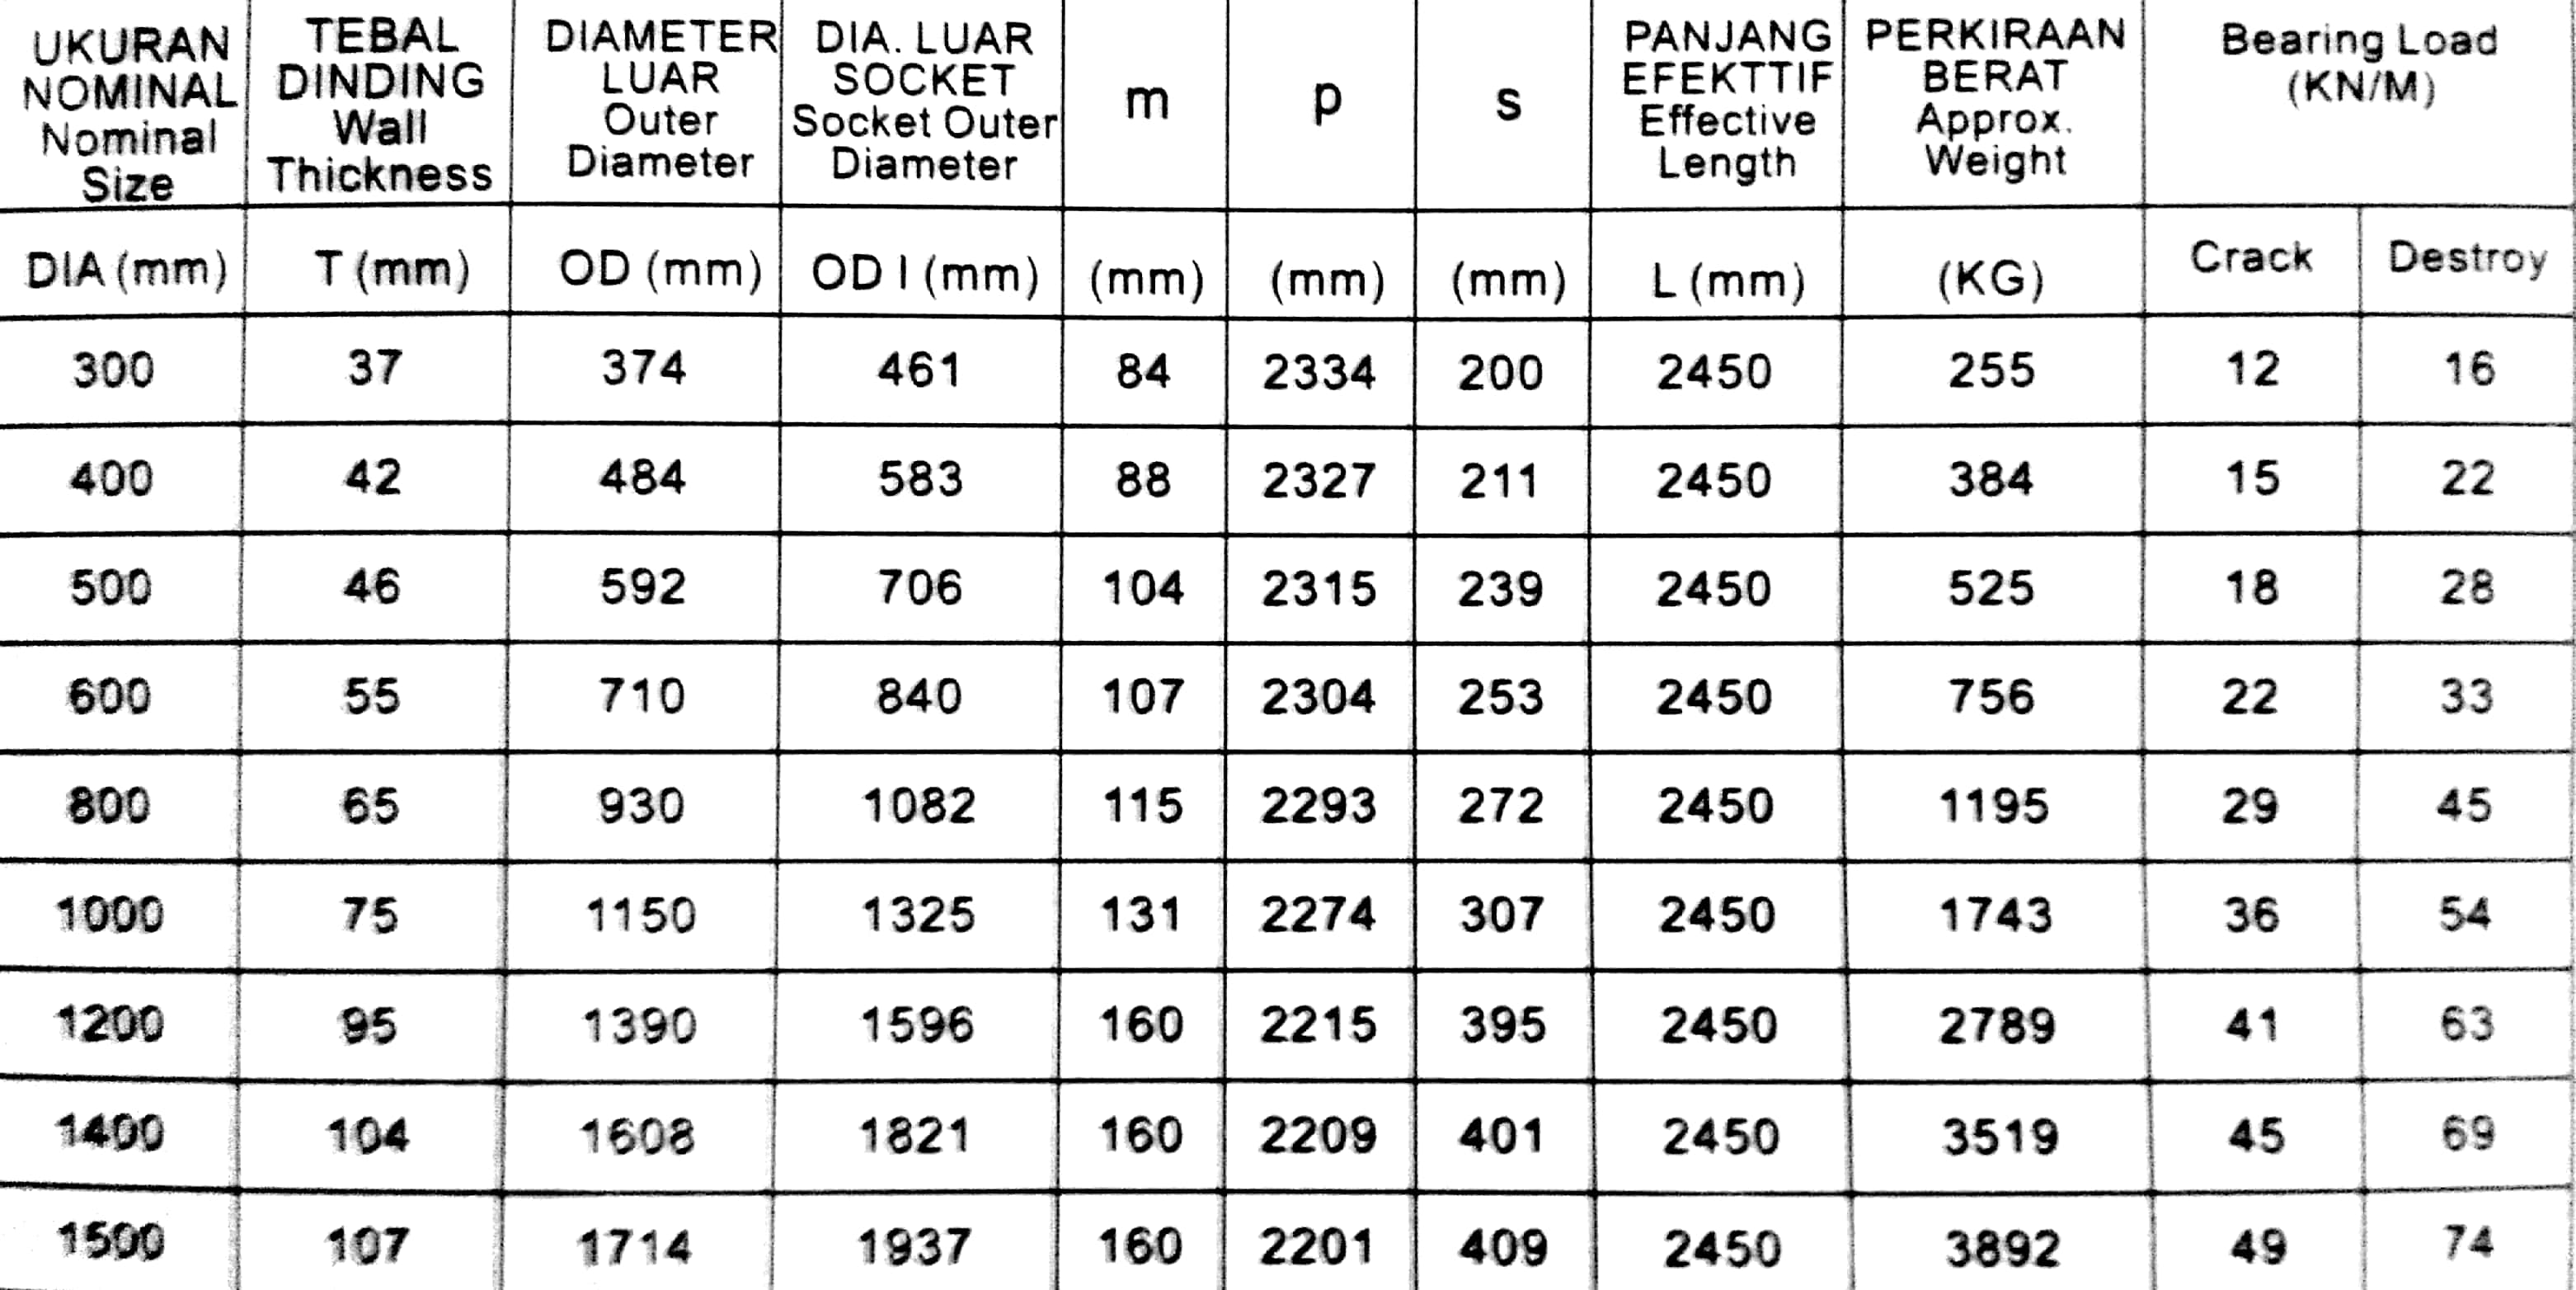 UKURAN NOMINAL Nominal Size	TEBAL DINDING Wall Thickness	DIAMETER LUAR Outer Diameter	DIA. LUAR SOCKET Socket Outer Diameter	m	p	s	PANJANG EFEKTTIF Effective Length	PERKIRAAN BERAT Approx. Weight	Bearing Load (KN/M)
DIA (mm)	T (mm)	OD (mm)	OD I (mm)	(mm)	(mm)	(mm)	L (mm)	(KG)	Crack	Destroy
300	37	374	461	84	2334	200	2450	255	12	16
400	42	484	583	88	2327	211	2450	384	15	22
500	46	592	706	104	2315	239	2450	525	18	28
600	55	710	840	107	2304	253	2450	756	22	33
800	65	930	1082	115	2293	272	2450	1195	29	45
1000	75	1150	1325	131	2274	307	2450	1743	36	54
1200	95	1390	1596	160	2215	395	2450	2789	41	63
1400	104	1608	1821	160	2209	401	2450	3519	45	69
1500	107	1714	1937	160	2201	409	2450	3892	49	74